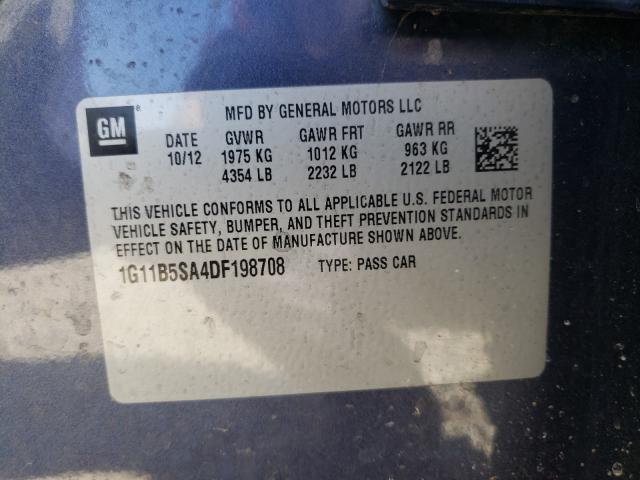 GM
MFD BY GENERAL MOTORS LLC
DATE GVWR GAWR FRT GAWR RR
10/12 1975 KG 1012 KG 963 KG
4354 LB 2232 LB 2122 LB
THIS VEHICLE CONFORMS TO ALL APPLICABLE U.S. FEDERAL MOTOR
VEHICLE SAFETY, BUMPER, AND THEFT PREVENTION STANDARDS IN
EFFECT ON THE DATE OF MANUFACTURE SHOWN ABOVE.
1G11B5SA4DF198708 TYPE: PASS CAR